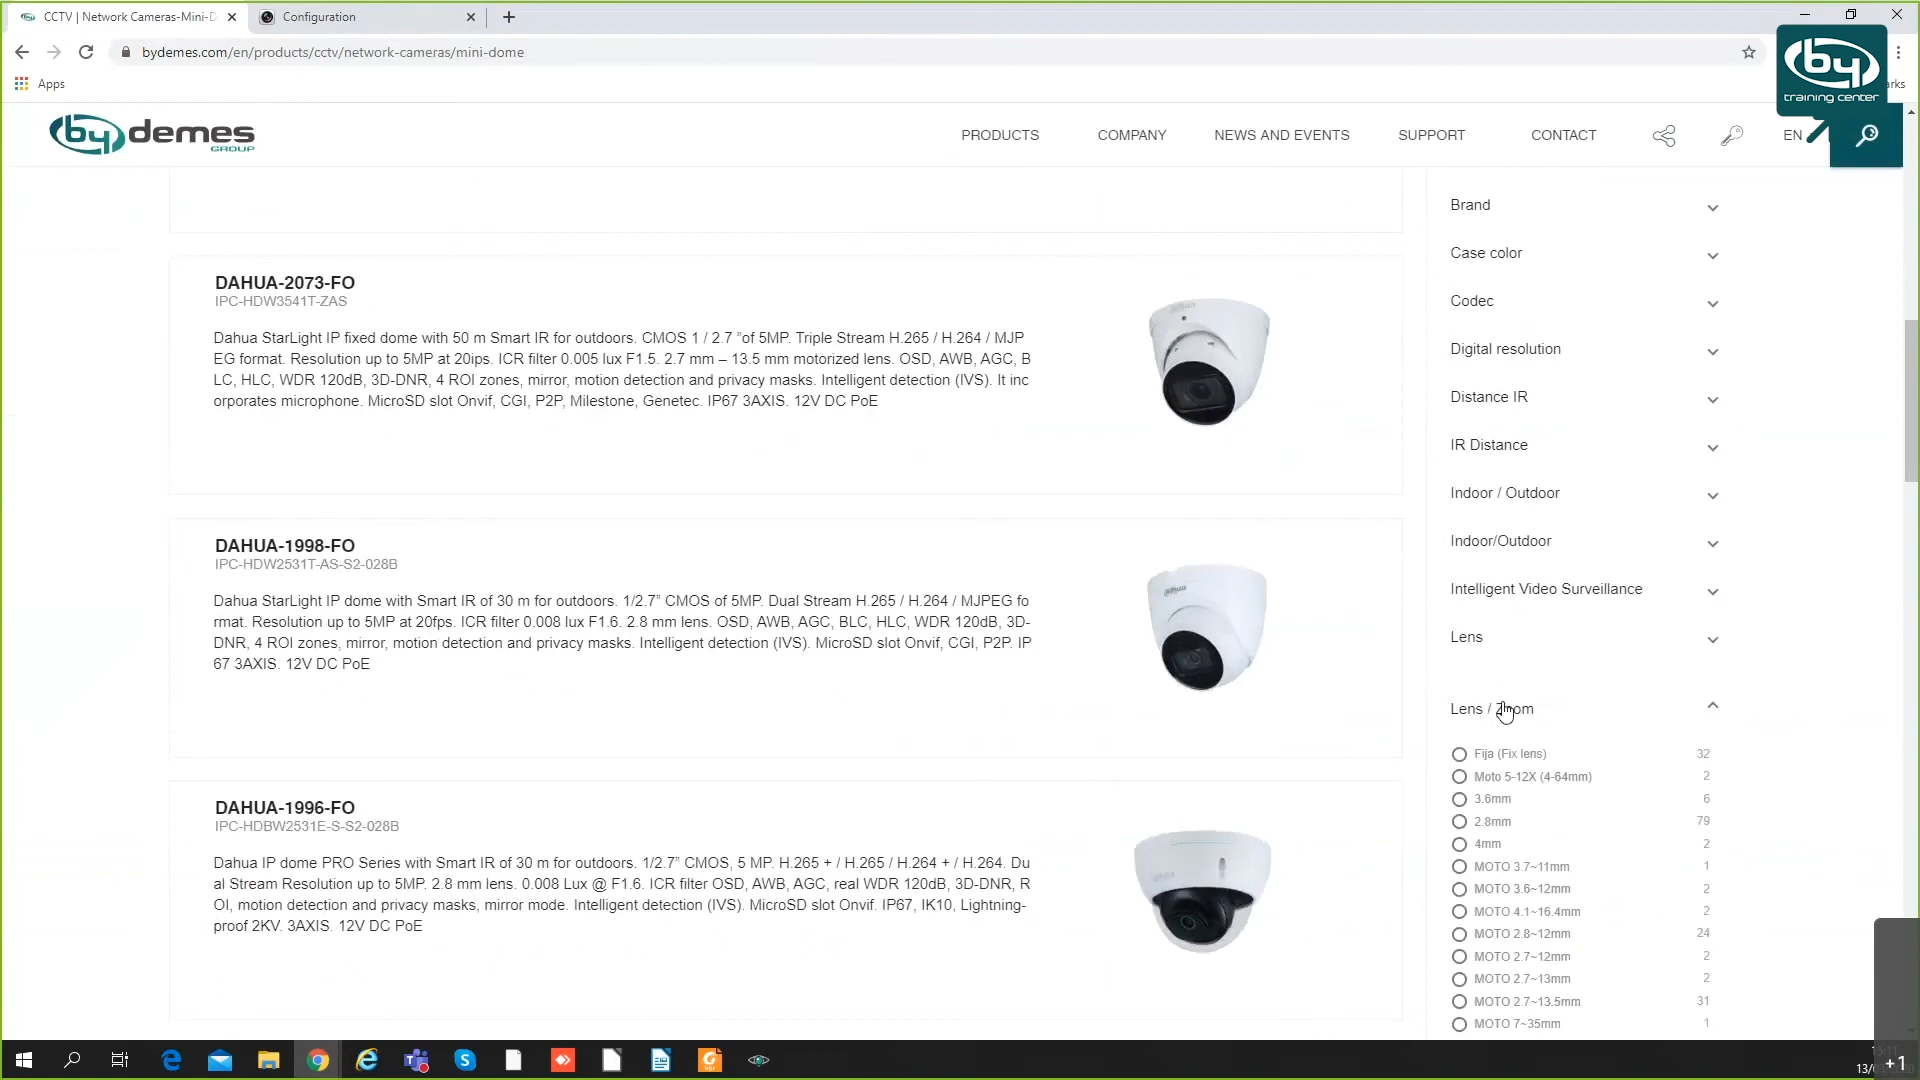 CCTV | Network Cameras-Mini-D
Configuration
bydemes.com/en/products/cctv/network-cameras/mini-dome
Apps
by
training center
arks
by demes
GROUP
PRODUCTS
COMPANY
NEWS AND EVENTS
SUPPORT
CONTACT
EN
DAHUA-2073-FO
IPC-HDW3541T-ZAS
Dahua StarLight IP fixed dome with 50 m Smart IR for outdoors. CMOS 1 / 2.7 ”of 5MP. Triple Stream H.265 / H.264 / MJP
EG format. Resolution up to 5MP at 20ips. ICR filter 0.005 lux F1.5. 2.7 mm – 13.5 mm motorized lens. OSD, AWB, AGC, B
LC, HLC, WDR 120dB, 3D-DNR, 4 ROI zones, mirror, motion detection and privacy masks. Intelligent detection (IVS). It inc
orporates microphone. MicroSD slot Onvif, CGI, P2P, Milestone, Genetec. IP67 3AXIS. 12V DC PoE
DAHUA-1998-FO
IPC-HDW2531T-AS-S2-028B
Dahua StarLight IP dome with Smart IR of 30 m for outdoors. 1/2.7” CMOS of 5MP. Dual Stream H.265 / H.264 / MJPEG fo
rmat. Resolution up to 5MP at 20fps. ICR filter 0.008 lux F1.6. 2.8 mm lens. OSD, AWB, AGC, BLC, HLC, WDR 120dB, 3D-
DNR, 4 ROI zones, mirror, motion detection and privacy masks. Intelligent detection (IVS). MicroSD slot Onvif, CGI, P2P. IP
67 3AXIS. 12V DC PoE
DAHUA-1996-FO
IPC-HDBW2531E-S-S2-028B
Dahua IP dome PRO Series with Smart IR of 30 m for outdoors. 1/2.7” CMOS, 5 MP. H.265 + / H.265 / H.264 + / H.264. Du
al Stream Resolution up to 5MP. 2.8 mm lens. 0.008 Lux @ F1.6. ICR filter OSD, AWB, AGC, real WDR 120dB, 3D-DNR, R
OI, motion detection and privacy masks, mirror mode. Intelligent detection (IVS). MicroSD slot Onvif. IP67, IK10, Lightning-
proof 2KV. 3AXIS. 12V DC PoE
Brand
Case color
Codec
Digital resolution
Distance IR
IR Distance
Indoor / Outdoor
Indoor/Outdoor
Intelligent Video Surveillance
Lens
Lens / Zoom
Fija (Fix lens) 32
Moto 5-12X (4-64mm) 2
3.6mm 6
2.8mm 79
4mm 2
MOTO 3.7~11mm 1
MOTO 3.6~12mm 2
MOTO 4.1~16.4mm 2
MOTO 2.8~12mm 24
MOTO 2.7~12mm 2
MOTO 2.7~13mm 2
MOTO 2.7~13.5mm 31
MOTO 7~35mm 1
13/
+1